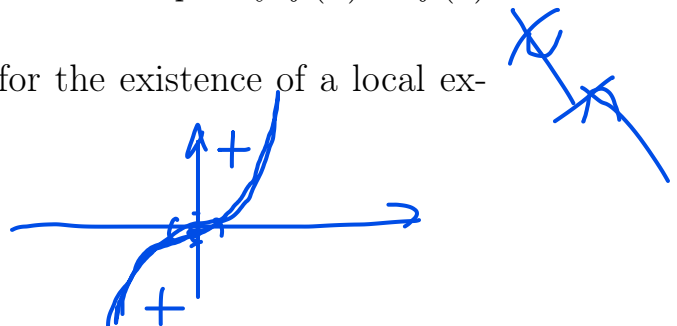 for the existence of a local ex-
+
+